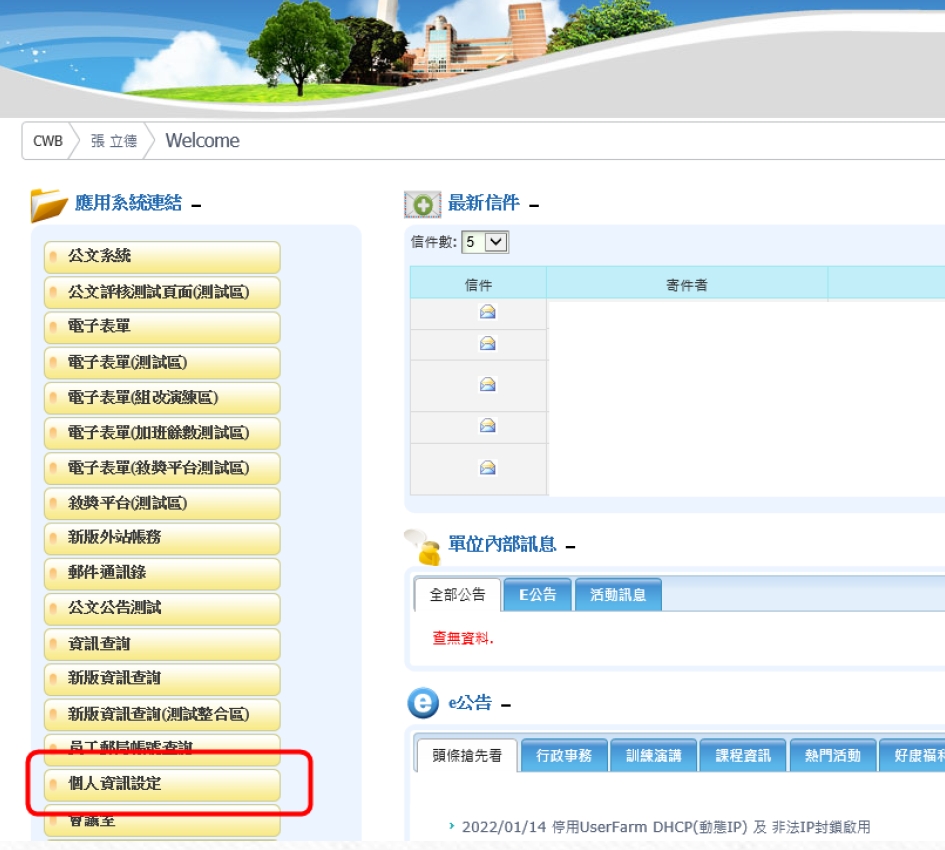 CWB 張 立德 Welcome
應用系統連結
公文系統
公文評核測試頁面(測試區)
電子表單
電子表單(測試區)
電子表單(組改演練區)
電子表單(加班餘數測試區)
電子表單(敘獎平台測試區)
敘獎平台(測試區)
新版外站帳務
郵件通訊錄
公文公告測試
資訊查詢
新版資訊查詢
新版資訊查詢(測試整合區)
員工郵局帳號查詢
個人資訊設定
會議室
最新信件
信件數: 5
信件 寄件者
單位內部訊息
全部公告 E公告 活動訊息
查無資料.
e公告
頭條搶先看 行政事務 訓練演講 課程資訊 熱門活動 好康福利
2022/01/14 停用UserFarm DHCP(動態IP) 及 非法IP封鎖啟用